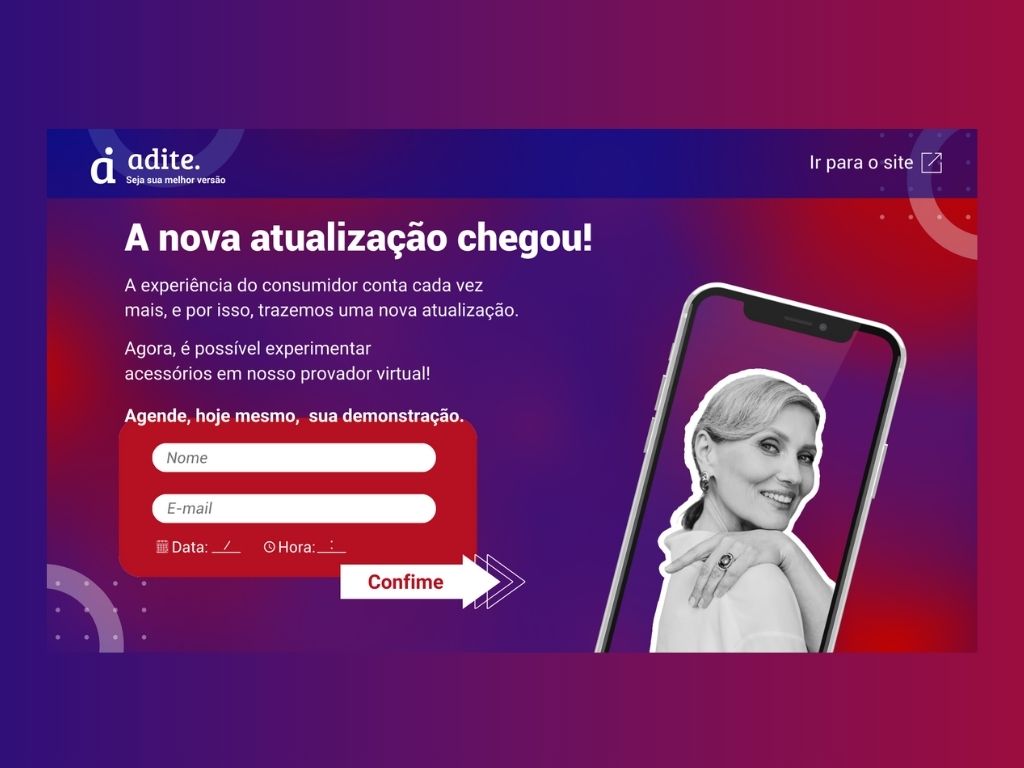 adite.
Seja sua melhor versão
Ir para o site
A nova atualização chegou!
A experiência do consumidor conta cada vez
mais, e por isso, trazemos uma nova atualização.
Agora, é possível experimentar
acessórios em nosso provador virtual!
Agende, hoje mesmo,  sua demonstração.
Nome
E-mail
Data: __/__ Hora:__:__
Confime